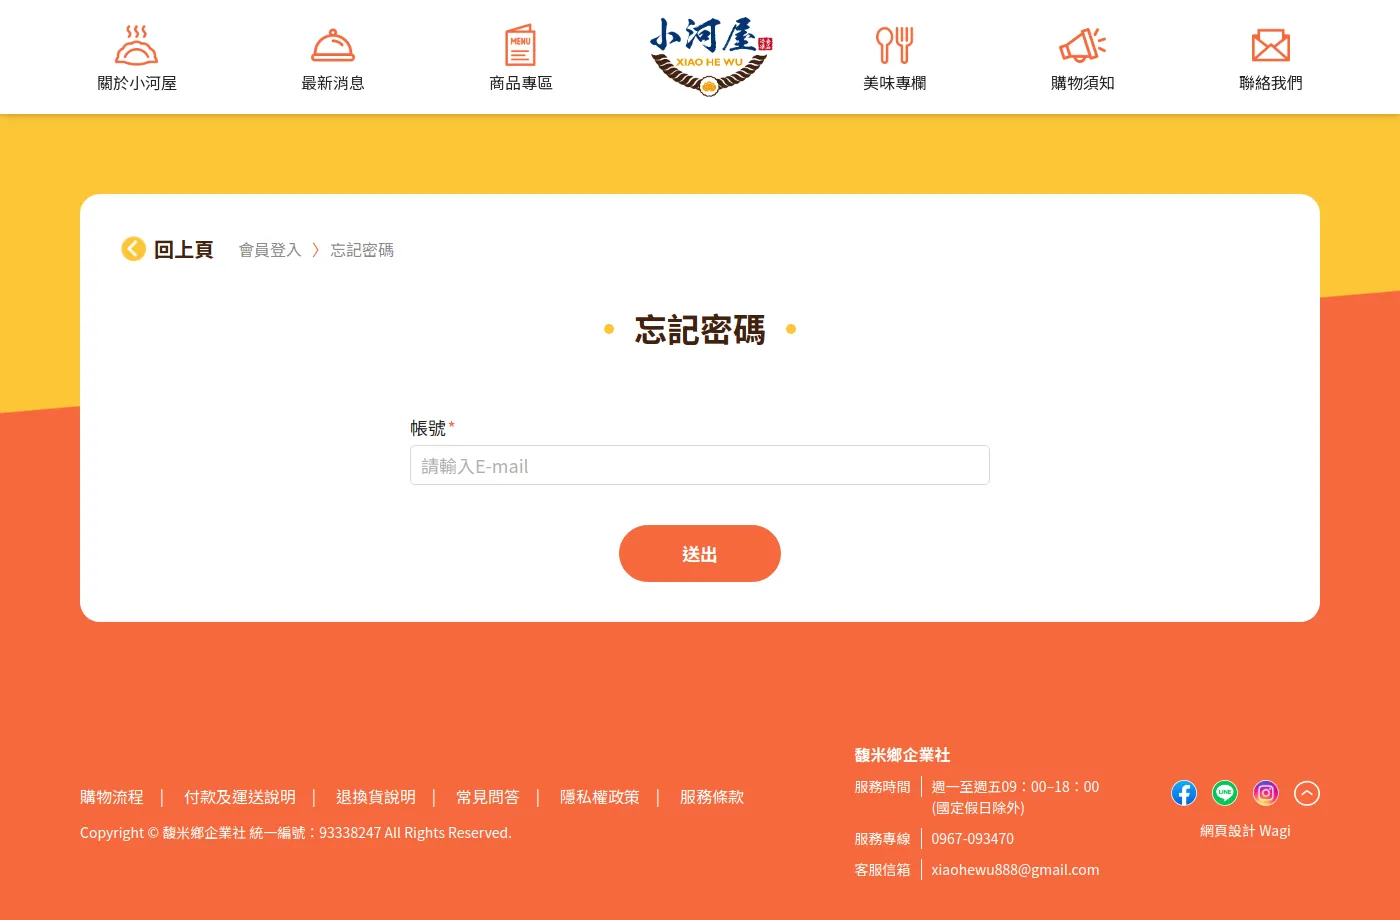 關於小河屋
最新消息
MENU
商品專區
小河屋
XIAO HE WU
美味專欄
購物須知
聯絡我們
回上頁
會員登入 〉 忘記密碼
忘記密碼
帳號*
請輸入E-mail
送出
馥米鄉企業社
服務時間 週一至週五09：00–18：00
(國定假日除外)
服務專線 0967-093470
客服信箱 xiaohewu888@gmail.com
購物流程 | 付款及運送說明 | 退換貨說明 | 常見問答 | 隱私權政策 | 服務條款
Copyright © 馥米鄉企業社 統一編號：93338247 All Rights Reserved.
LINE
網頁設計 Wagi